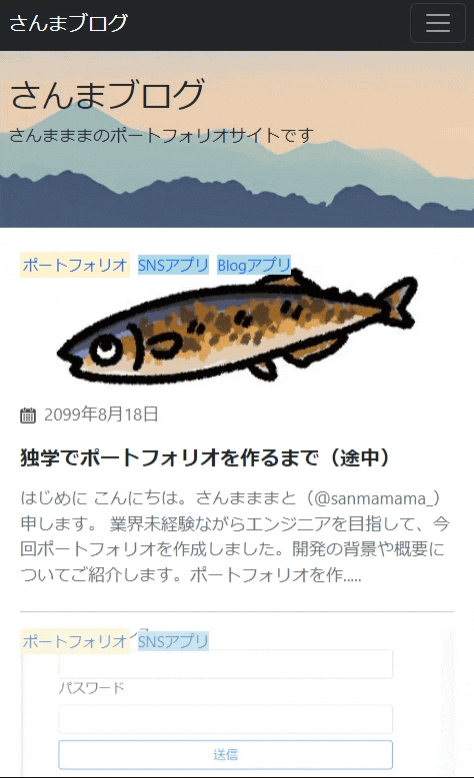 さんまブログ
さんまブログ
さんまままのポートフォリオサイトです
ポートフォリオ SNSアプリ Blogアプリ
2099年8月18日
独学でポートフォリオを作るまで（途中）
はじめに こんにちは。さんまままと（@sanmamama_）
申します。 業界未経験ながらエンジニアを目指して、今
回ポートフォリオを作成しました。開発の背景や概要に
ついてご紹介します。ポートフォリオを作.....
ポートフォリオ SNSアプリ
パスワード
送信